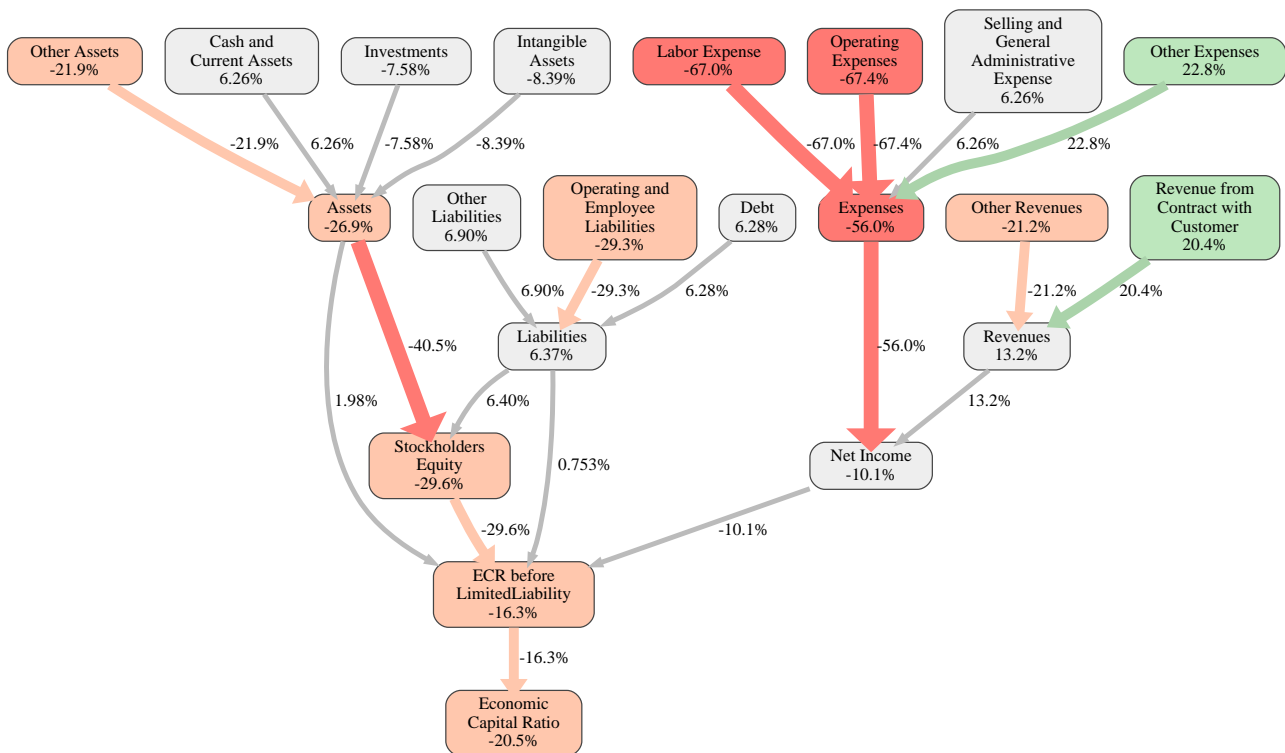 Other Assets
-21.9%
Cash and
Current Assets
6.26%
Investments
-7.58%
Intangible
Assets
-8.39%
Labor Expense
-67.0%
Operating
Expenses
-67.4%
Selling and
General
Administrative
Expense
6.26%
Other Expenses
22.8%
-21.9%
6.26%
-7.58%
-8.39%
-67.0%
-67.4%
6.26%
22.8%
Assets
-26.9%
Other
Liabilities
6.90%
Operating and
Employee
Liabilities
-29.3%
Debt
6.28%
Expenses
-56.0%
Other Revenues
-21.2%
Revenue from
Contract with
Customer
20.4%
6.90%
-29.3%
6.28%
-21.2%
20.4%
-40.5%
Liabilities
6.37%
-56.0%
Revenues
13.2%
1.98%
6.40%
13.2%
Stockholders
Equity
-29.6%
0.753%
Net Income
-10.1%
-29.6%
-10.1%
ECR before
LimitedLiability
-16.3%
-16.3%
Economic
Capital Ratio
-20.5%